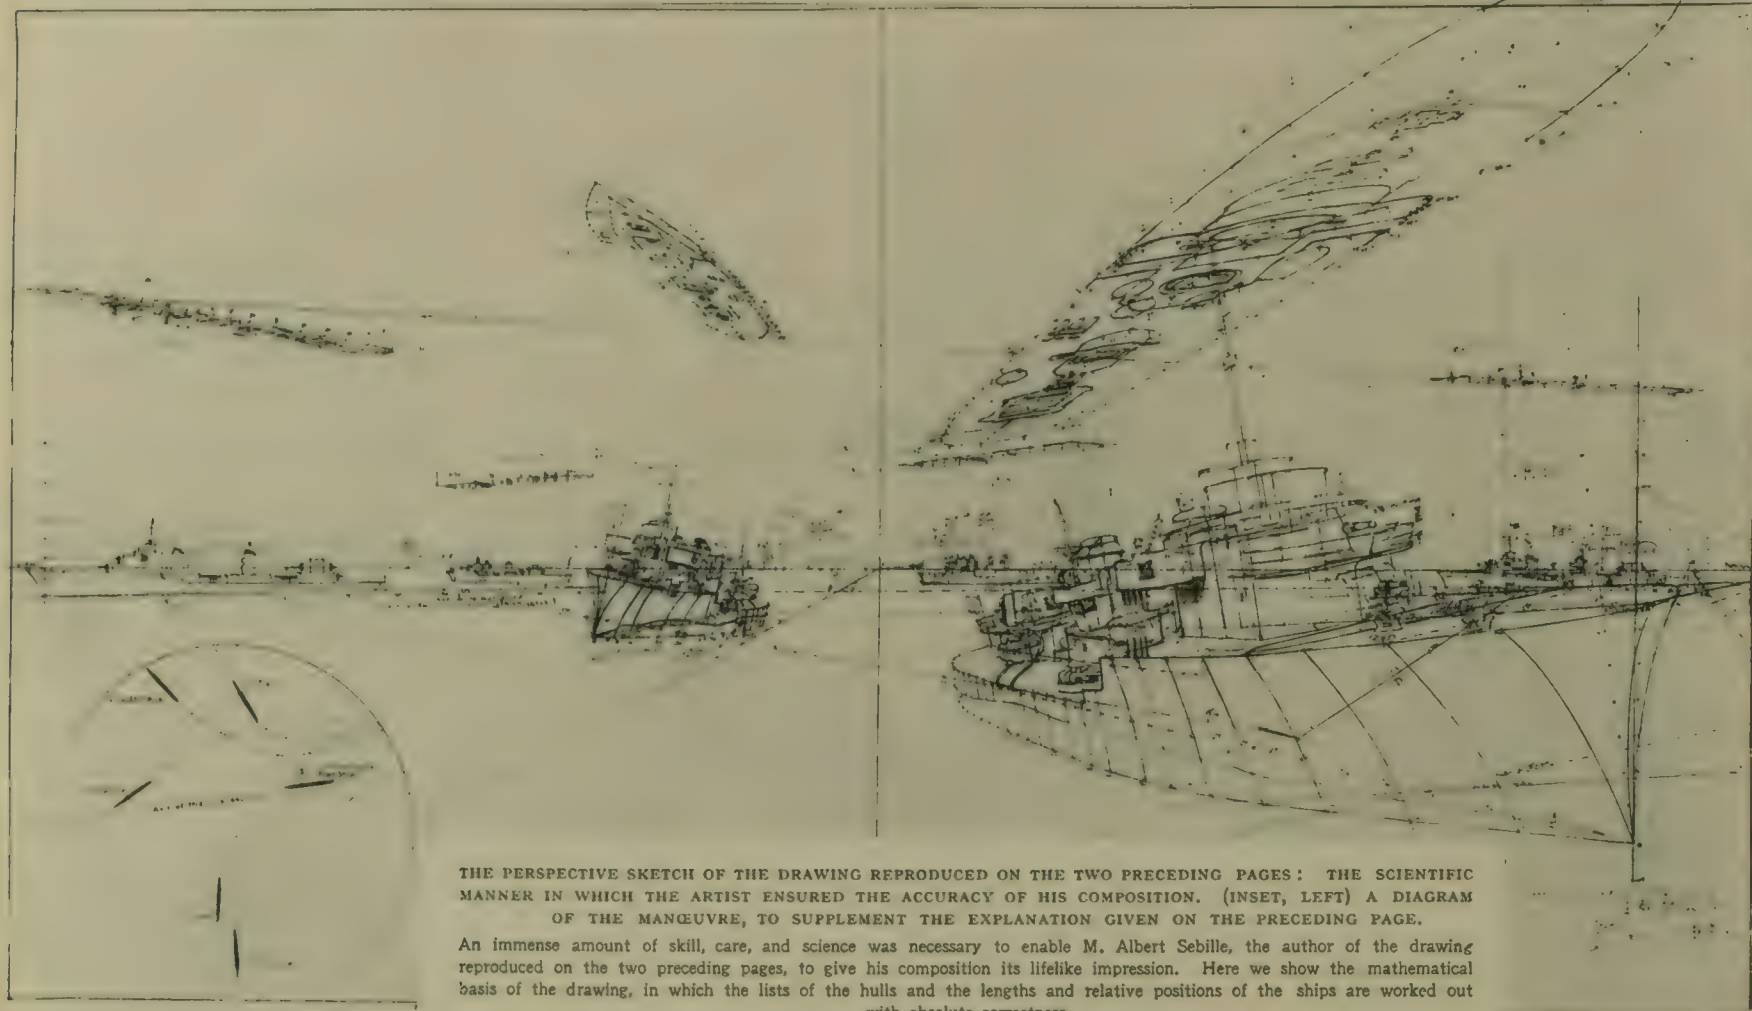 THE PERSPECTIVE SKETCH OF THE DRAWING REPRODUCED ON THE TWO PRECEDING PAGES: THE SCIENTIFIC
MANNER IN WHICH THE ARTIST ENSURED THE ACCURACY OF HIS COMPOSITION. (INSET, LEFT) A DIAGRAM
OF THE MANŒUVRE, TO SUPPLEMENT THE EXPLANATION GIVEN ON THE PRECEDING PAGE.
An immense amount of skill, care, and science was necessary to enable M. Albert Sebille, the author of the drawing
reproduced on the two preceding pages, to give his composition its lifelike impression. Here we show the mathematical
basis of the drawing, in which the lists of the hulls and the lengths and relative positions of the ships are worked out
with absolute correctness